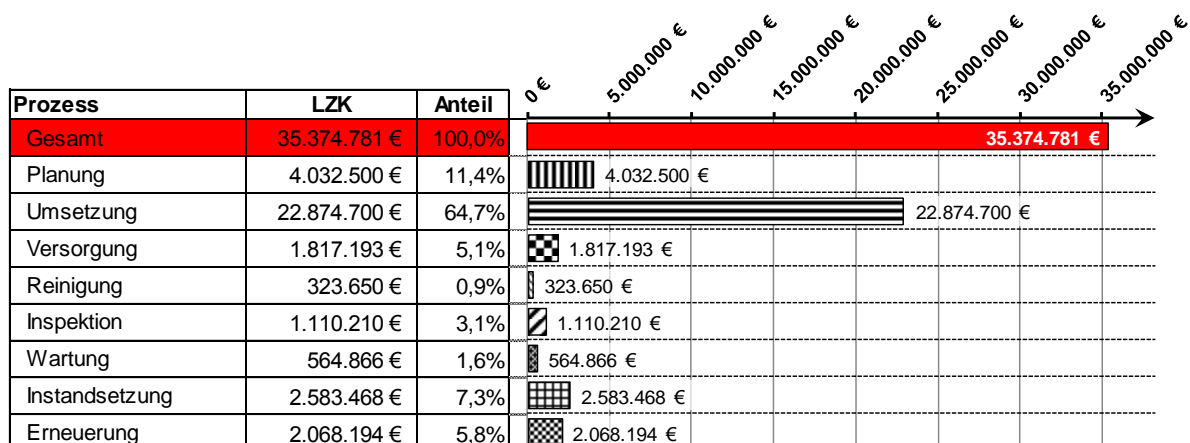 0 € 5.000.000 € 10.000.000 € 15.000.000 € 20.000.000 € 25.000.000 € 30.000.000 € 35.000.000 €
Prozess LZK Anteil
Gesamt 35.374.781 € 100,0% 35.374.781 €
Planung 4.032.500 € 11,4% 4.032.500 €
Umsetzung 22.874.700 € 64,7% 22.874.700 €
Versorgung 1.817.193 € 5,1% 1.817.193 €
Reinigung 323.650 € 0,9% 323.650 €
Inspektion 1.110.210 € 3,1% 1.110.210 €
Wartung 564.866 € 1,6% 564.866 €
Instandsetzung 2.583.468 € 7,3% 2.583.468 €
Erneuerung 2.068.194 € 5,8% 2.068.194 €